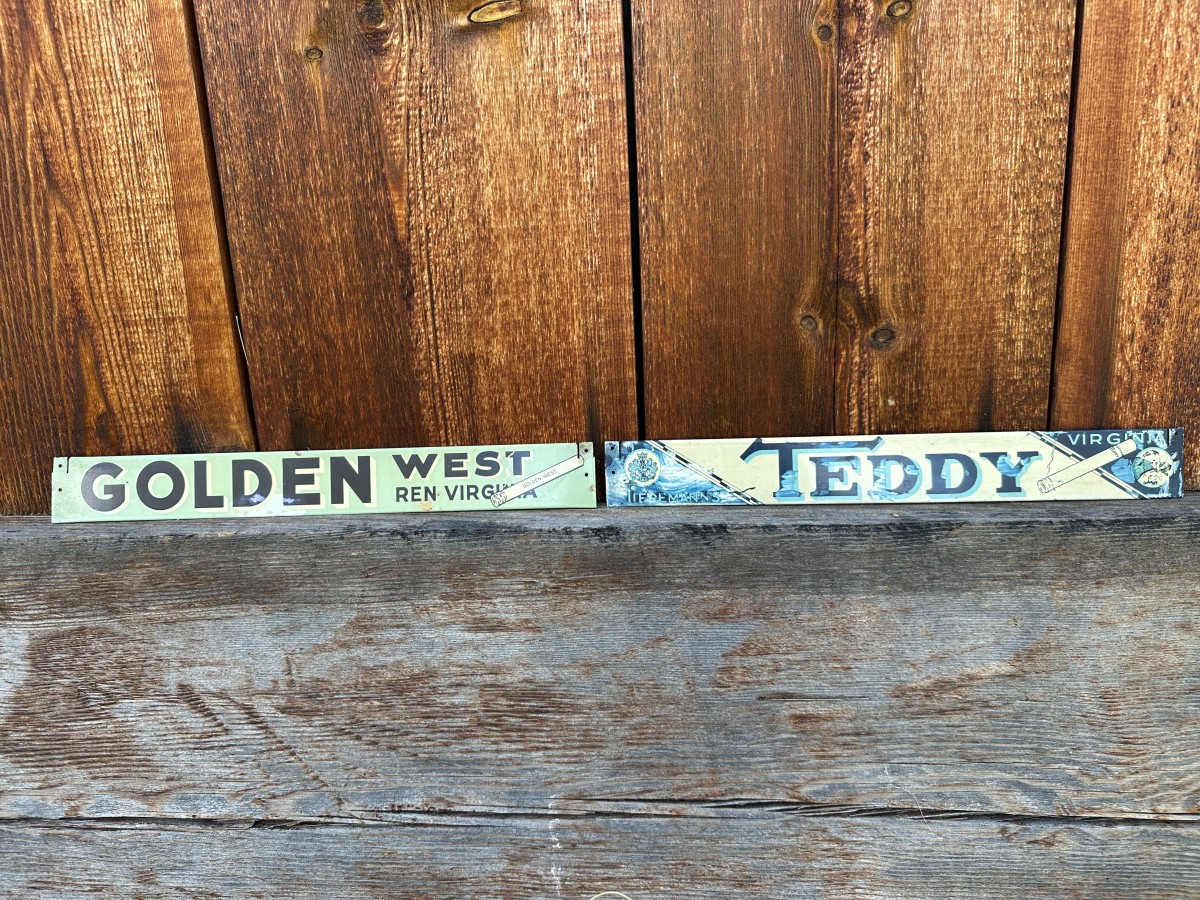 GOLDEN WEST
REN VIRGINIA
GOLDEN WEST
TIEDEMANNS
TEDDY
VIRGINIA